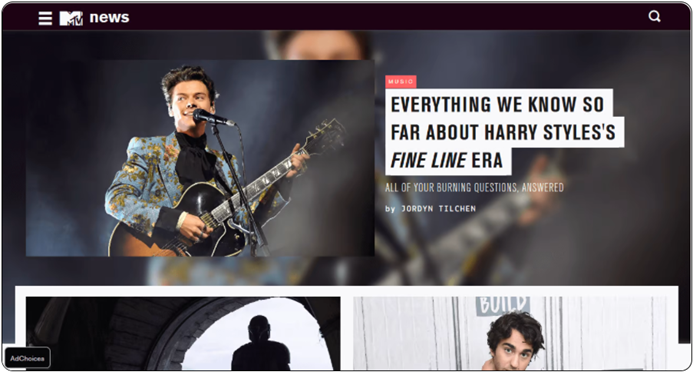 MTV news
MUSIC
EVERYTHING WE KNOW SO
FAR ABOUT HARRY STYLES'S
FINE LINE ERA
ALL OF YOUR BURNING QUESTIONS, ANSWERED
by JORDYN TILCHEN
BUILD
AdChoices